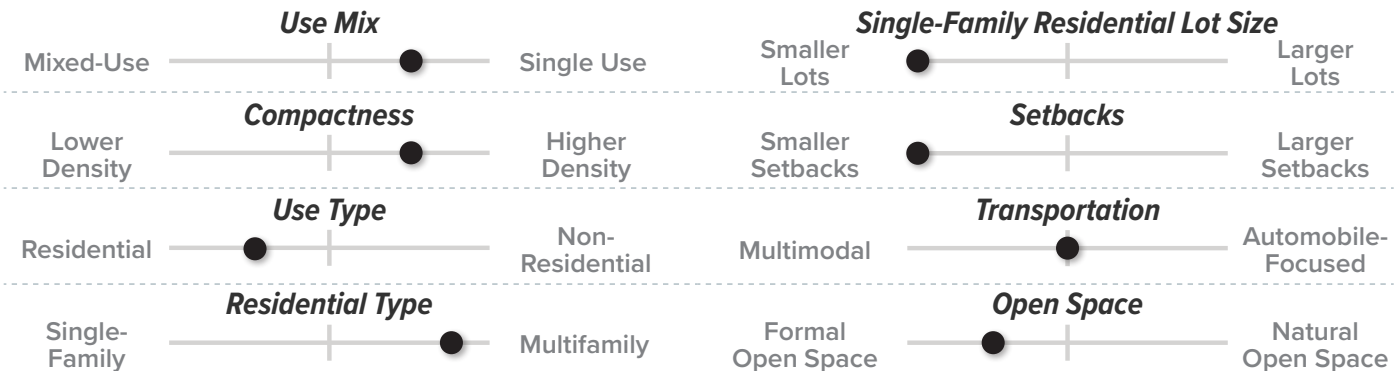 Use Mix
Mixed-Use
Single Use
Compactness
Lower
Density
Higher
Density
Use Type
Residential
Non-
Residential
Residential Type
Single-
Family
Multifamily
Single-Family Residential Lot Size
Smaller
Lots
Larger
Lots
Setbacks
Smaller
Setbacks
Larger
Setbacks
Transportation
Multimodal
Automobile-
Focused
Open Space
Formal
Open Space
Natural
Open Space